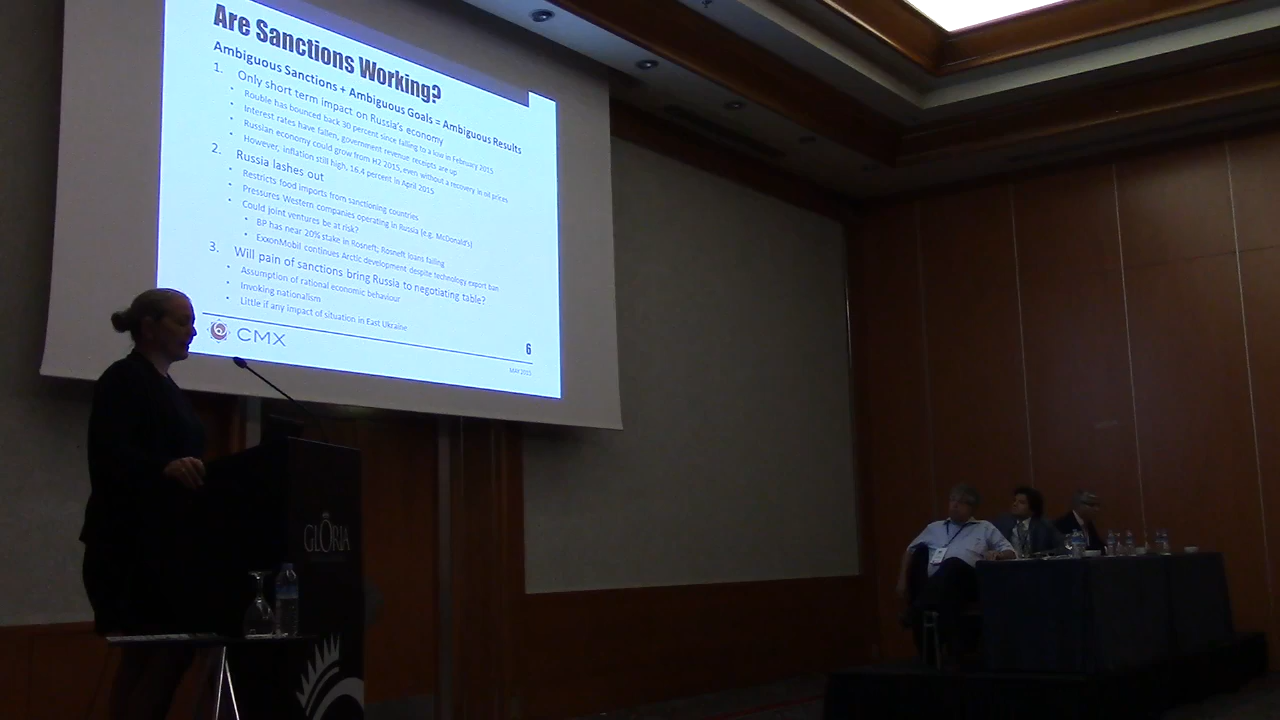 Are Sanctions Working?
Ambiguous Sanctions + Ambiguous Goals = Ambiguous Results
1. Only short term impact on Russia's economy
• Rouble has bounced back 30 percent since falling to a low in February 2015
• Interest rates have fallen, government revenue receipts are up
• Russian economy could grow from H2 2015, even without a recovery in oil prices
• However, inflation still high, 16.4 percent in April 2015
2. Russia lashes out
• Restricts food imports from sanctioning countries
• Pressures Western companies operating in Russia (e.g. McDonald's)
• Could joint ventures be at risk?
• BP has near 20% stake in Rosneft; Rosneft loans failing
• ExxonMobil continues Arctic development despite technology export ban
3. Will pain of sanctions bring Russia to negotiating table?
• Assumption of rational economic behaviour
• Invoking nationalism
• Little if any impact of situation in East Ukraine
CMX
6
MAY 2015
GLORIA